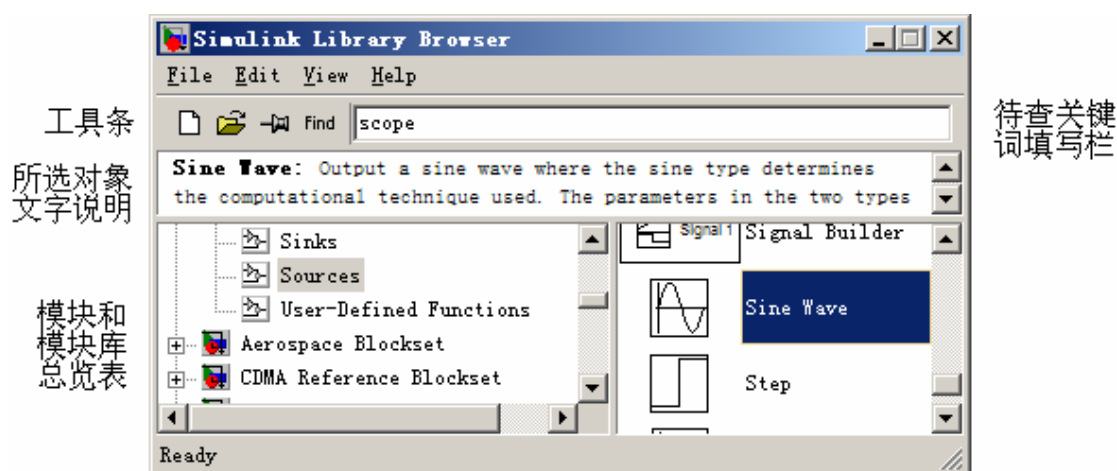 Simulink Library Browser
File Edit View Help
工具条
Find scope
待查关键
词填写栏
所选对象
文字说明
Sine Wave: Output a sine wave where the sine type determines
the computational technique used. The parameters in the two types
Sinks
Sources
User-Defined Functions
Aerospace Blockset
CDMA Reference Blockset
模块和
模块库
总览表
Signal 1 Signal Builder
Sine Wave
Step
Ready